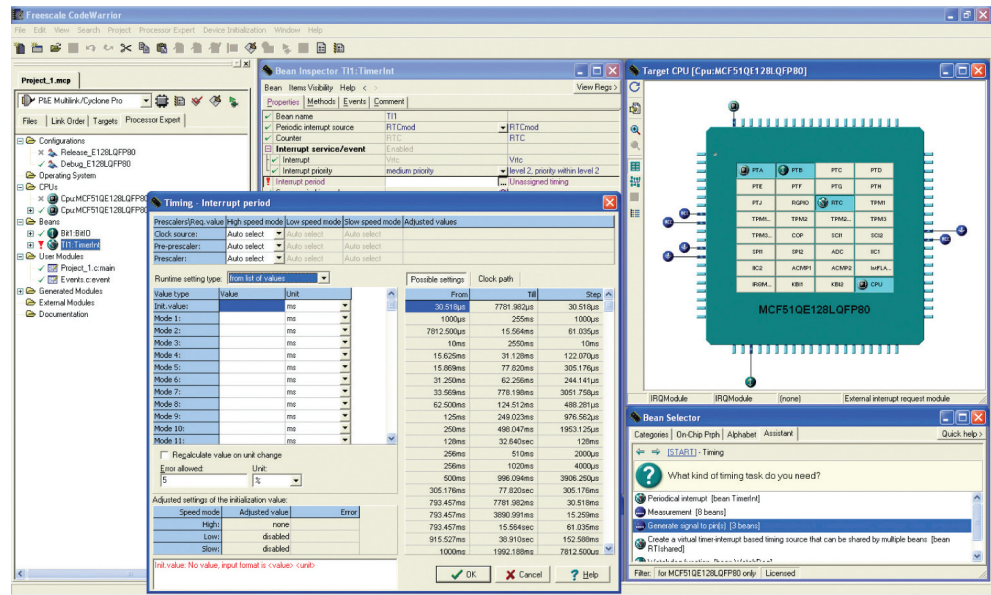 Freescale CodeWarrior
File Edit View Search Project Processor Expert Device Initialization Window Help
Project_1.mcp
P&E Multilink/Cyclone Pro
Files Link Order Targets Processor Expert
Configurations
Release_E128LQFP80
Debug_E128LQFP80
Operating System
CPUs
Cpu:MCF51QE128LQFP80
Cpu:MCF51QE128LQFP80
Beans
Bit1:BitIO
TI1:TimerInt
User Modules
Project_1.c:main
Events.c:event
Generated Modules
External Modules
Documentation
Bean Inspector TI1:TimerInt
Bean Items Visibility Help < > View Regs >
Properties Methods Events Comment
Bean name TI1
Periodic interrupt source RTCmod RTCmod
Counter RTC RTC
Interrupt service/event Enabled
Interrupt Vrtc Vrtc
Interrupt priority medium priority level 2, priority within level 2
Interrupt period ... Unassigned timing
Timing - Interrupt period
Prescalers\Req.value High speed mode Low speed mode Slow speed mode Adjusted values
Clock source: Auto select Auto select Auto select
Pre-prescaler: Auto select Auto select Auto select
Prescaler: Auto select Auto select Auto select
Runtime setting type: from list of values
Possible settings Clock path
Value type Value Unit
Init.value: ms
Mode 1: ms
Mode 2: ms
Mode 3: ms
Mode 4: ms
Mode 5: ms
Mode 6: ms
Mode 7: ms
Mode 8: ms
Mode 9: ms
Mode 10: ms
Mode 11: ms
From Till Step
30.518µs 7781.982µs 30.518µs
1000µs 255ms 1000µs
7812.500µs 15.564ms 61.035µs
10ms 2550ms 10ms
15.625ms 31.128ms 122.070µs
15.869ms 77.820ms 305.176µs
31.250ms 62.256ms 244.141µs
33.569ms 778.198ms 3051.758µs
62.500ms 124.512ms 488.281µs
125ms 249.023ms 976.562µs
250ms 498.047ms 1953.125µs
128ms 32.640sec 128ms
256ms 510ms 2000µs
256ms 1020ms 4000µs
500ms 996.094ms 3906.250µs
305.176ms 77.820sec 305.176ms
793.457ms 7781.982ms 30.518ms
793.457ms 3890.991ms 15.259ms
793.457ms 15.564sec 61.035ms
915.527ms 38.910sec 152.588ms
1000ms 1992.188ms 7812.500µs
Recalculate value on unit change
Error allowed: Unit:
5 %
Adjusted settings of the initialization value:
Speed mode Adjusted value Error
High: none
Low: disabled
Slow: disabled
Init.value: No value, input format is <value> <unit>
OK Cancel Help
Target CPU [Cpu:MCF51QE128LQFP80]
PTA PTB PTC PTD
PTE PTF PTG PTH
PTJ RGPIO RTC TPM1
TPM1... TPM2 TPM2... TPM3
TPM3... COP SCI1 SCI2
SPI1 SPI2 ADC IIC1
IIC2 ACMP1 ACMP2 IntFLA...
IRQM... KBI1 KBI2 CPU
MCF51QE128LQFP80
IRQModule IRQModule (none) External interrupt request module
Bean Selector
Categories On-Chip Prph Alphabet Assistant Quick help >
[START] - Timing
What kind of timing task do you need?
Periodical interrupt [bean TimerInt]
Measurement [8 beans]
Generate signal to pin(s) [3 beans]
Create a virtual timer-interrupt based timing source that can be shared by multiple beans [bean
RTIshared]
Filter: for MCF51QE128LQFP80 only Licensed